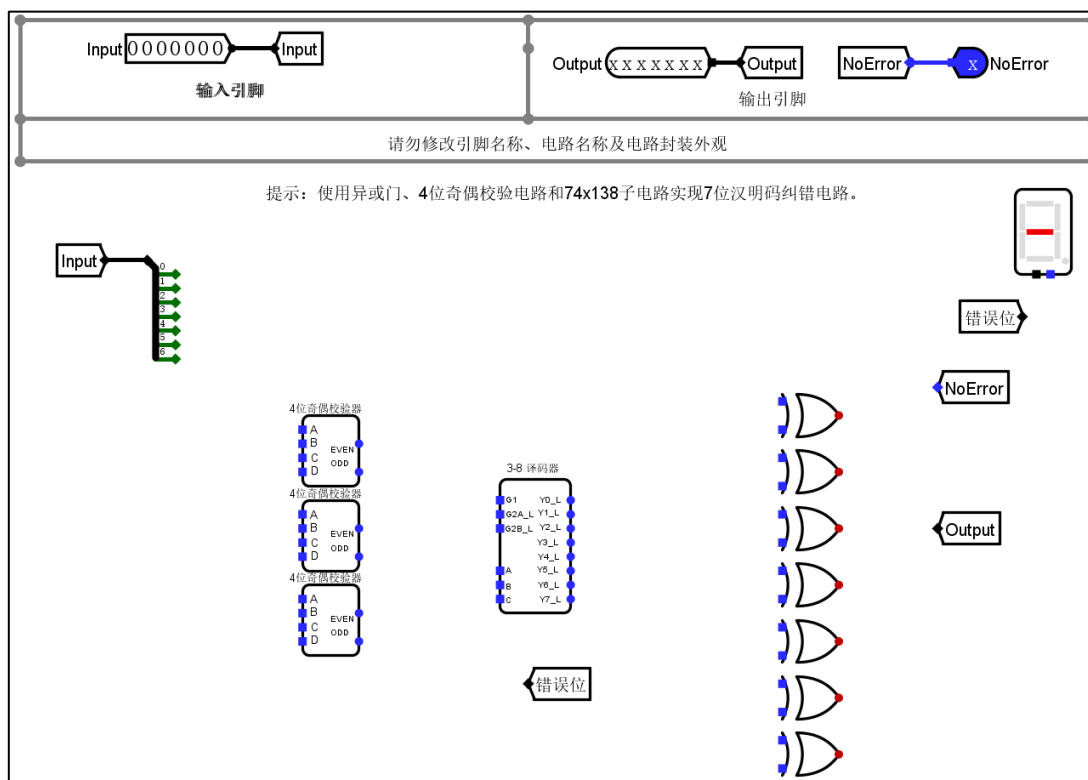 Input 0000000 Input
输入引脚
Output xxxxxxx Output
NoError x NoError
输出引脚
请勿修改引脚名称、电路名称及电路封装外观
提示：使用异或门、4位奇偶校验电路和74x138子电路实现7位汉明码纠错电路。
Input
0
1
2
3
4
5
6
错误位
NoError
Output
4位奇偶校验器
A
B EVEN
C ODD
D
4位奇偶校验器
A
B EVEN
C ODD
D
4位奇偶校验器
A
B EVEN
C ODD
D
3-8 译码器
G1 Y0_L
G2A_L Y1_L
G2B_L Y2_L
Y3_L
Y4_L
A Y5_L
B Y6_L
C Y7_L
错误位